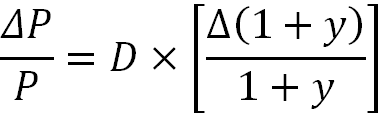 ΔP/P = D × [Δ(1 + y)/(1 + y)]